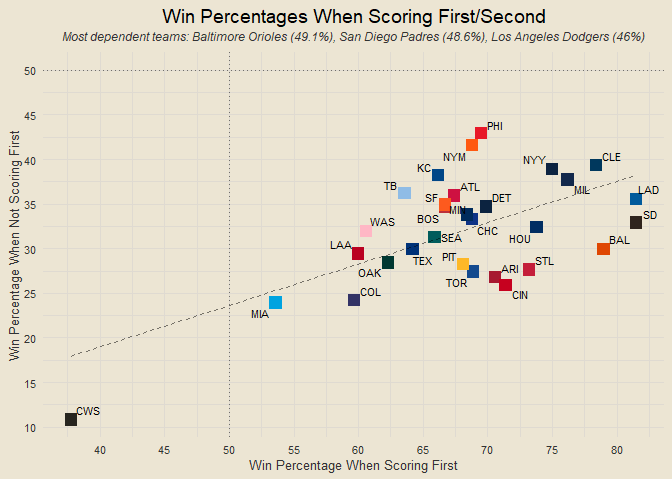 Win Percentages When Scoring First/Second
Most dependent teams: Baltimore Orioles (49.1%), San Diego Padres (48.6%), Los Angeles Dodgers (46%)
50
45
PHI
NYM
40
NYY
CLE
KC
TB
ATL
MIL
LAD
35
SF
DET
MIN
BOS
WAS
CHC
SD
HOU
SEA
BAL
30
LAA
TEX
PIT
OAK
STL
ARI
TOR
25
COL
CIN
MIA
20
15
CWS
10
40
45
50
55
60
65
70
75
80
Win Percentage When Scoring First
Win Percentage When Not Scoring First